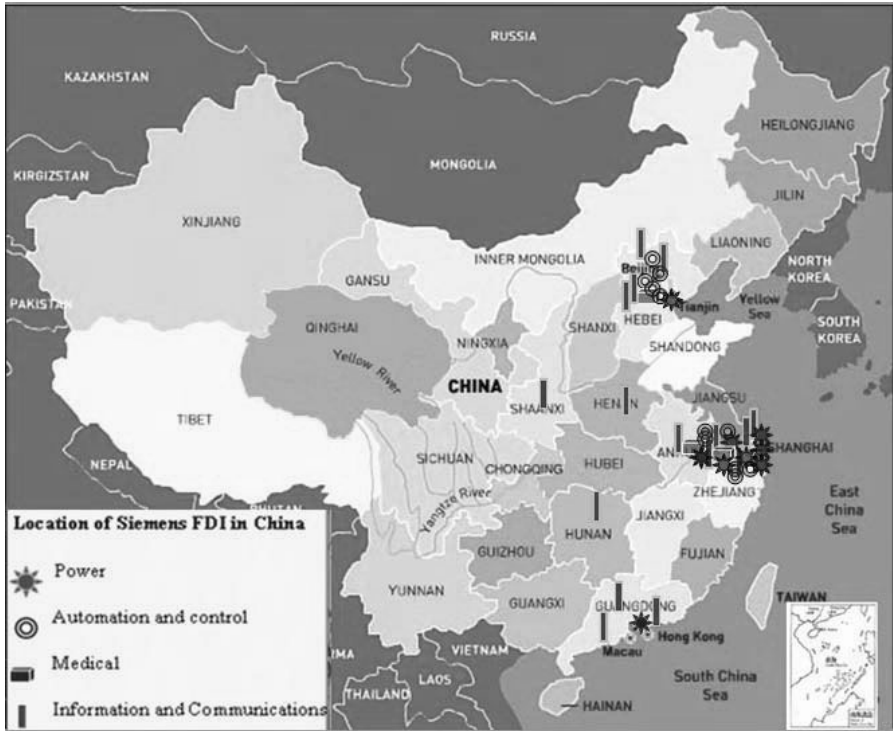 RUSSIA
KAZAKHSTAN
HEILONGJIANG
MONGOLIA
KIRGIZSTAN
JILIN
XINJIANG
LIAONING
INNER MONGOLIA
NORTH
KOREA
GANSU
PAKISTAN
Tianjin
Yellow
Sea
HEBEI
QINGHAI
SHANXI
SOUTH
KOREA
NINGXIA
SHANDONG
Yellow River
CHINA
JIANGSU
SHAANXI
TIBET
SHANGHAI
SICHUAN
CHONGQING
HUBEI
NEPAL
ZHEJIANG
Yangtze River
East
China
Sea
JIANGXI
HUNAN
Location of Siemens FDI in China
GUIZHOU
FUJIAN
Power
YUNNAN
GUANGXI
GUANGDONG
TAIWAN
Automation and control
Hong Kong
Macau
VIETNAM
Medical
LAOS
South China
Sea
THAILAND
HAINAN
Information and Communications